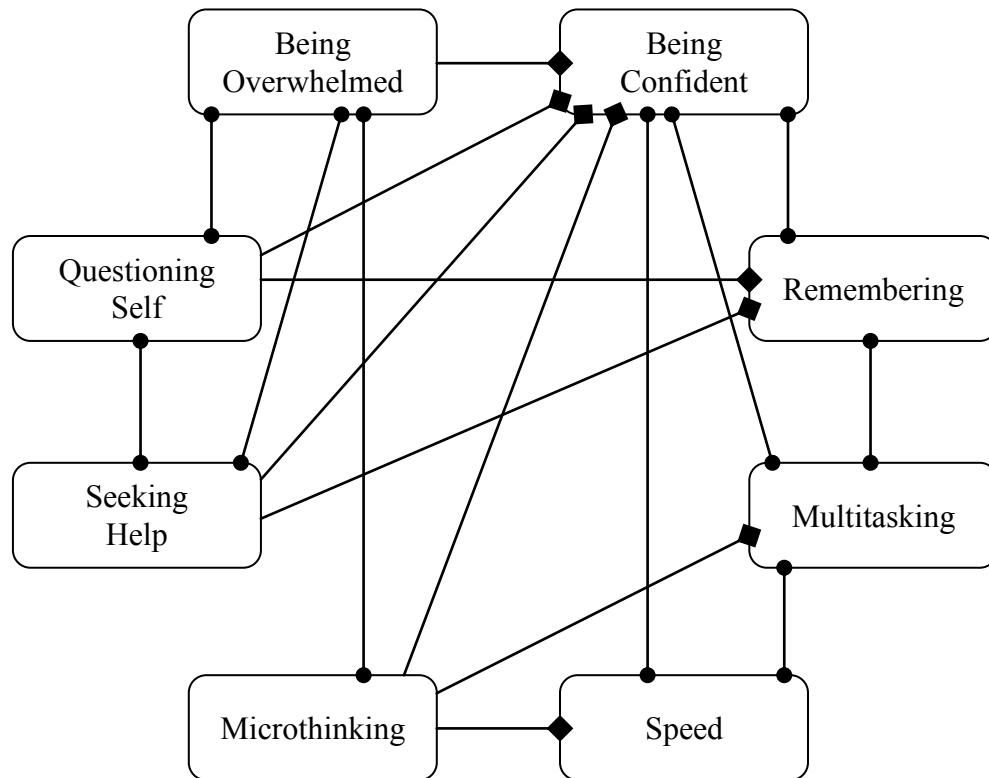 Being
Overwhelmed
Being
Confident
Questioning
Self
Remembering
Seeking
Help
Multitasking
Microthinking
Speed